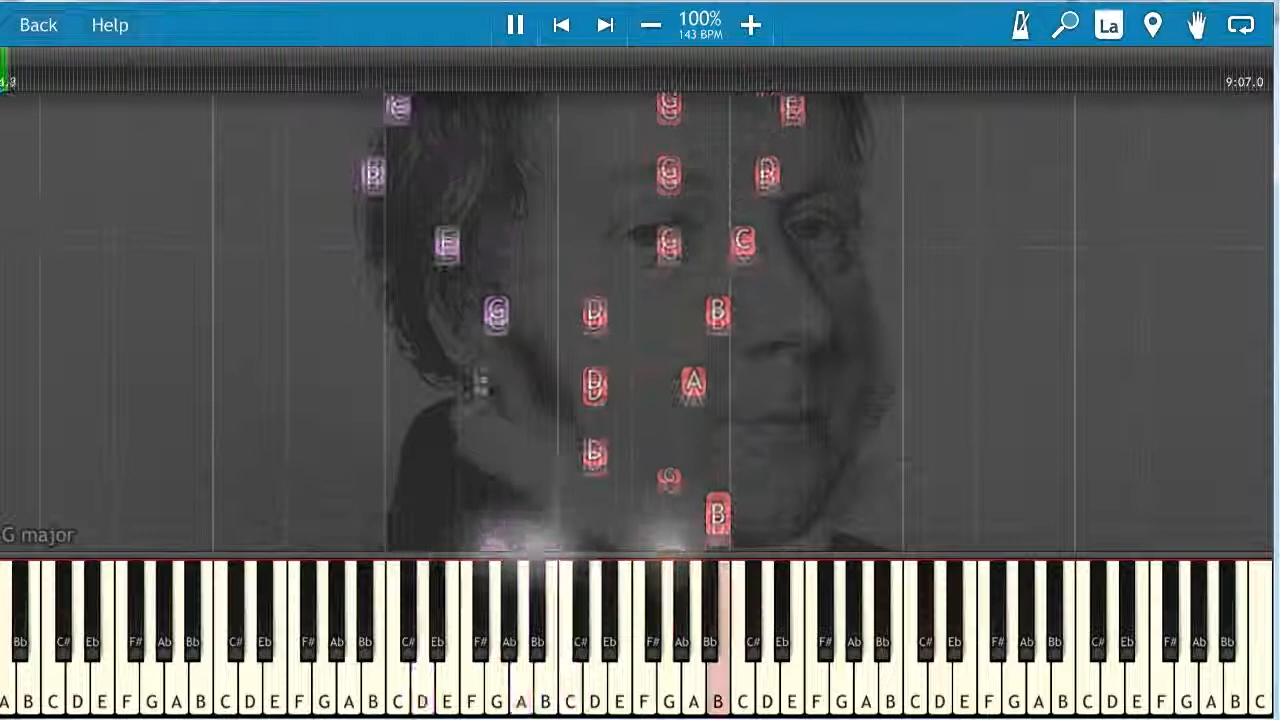 Back Help 100% La
143 BPM
9:07.0
C G E
B G D
E G C
G D B
D A
D
G
B
G major
Bb C# Eb F# Ab Bb C# Eb F# Ab Bb C# Eb F# Ab Bb C# Eb F# Ab Bb C# Eb F# Ab Bb C# Eb F# Ab Bb C# Eb F# Ab Bb
A B C D E F G A B C D E F G A B C D E F G A B C D E F G A B C D E F G A B C D E F G A B C D E F G A B C